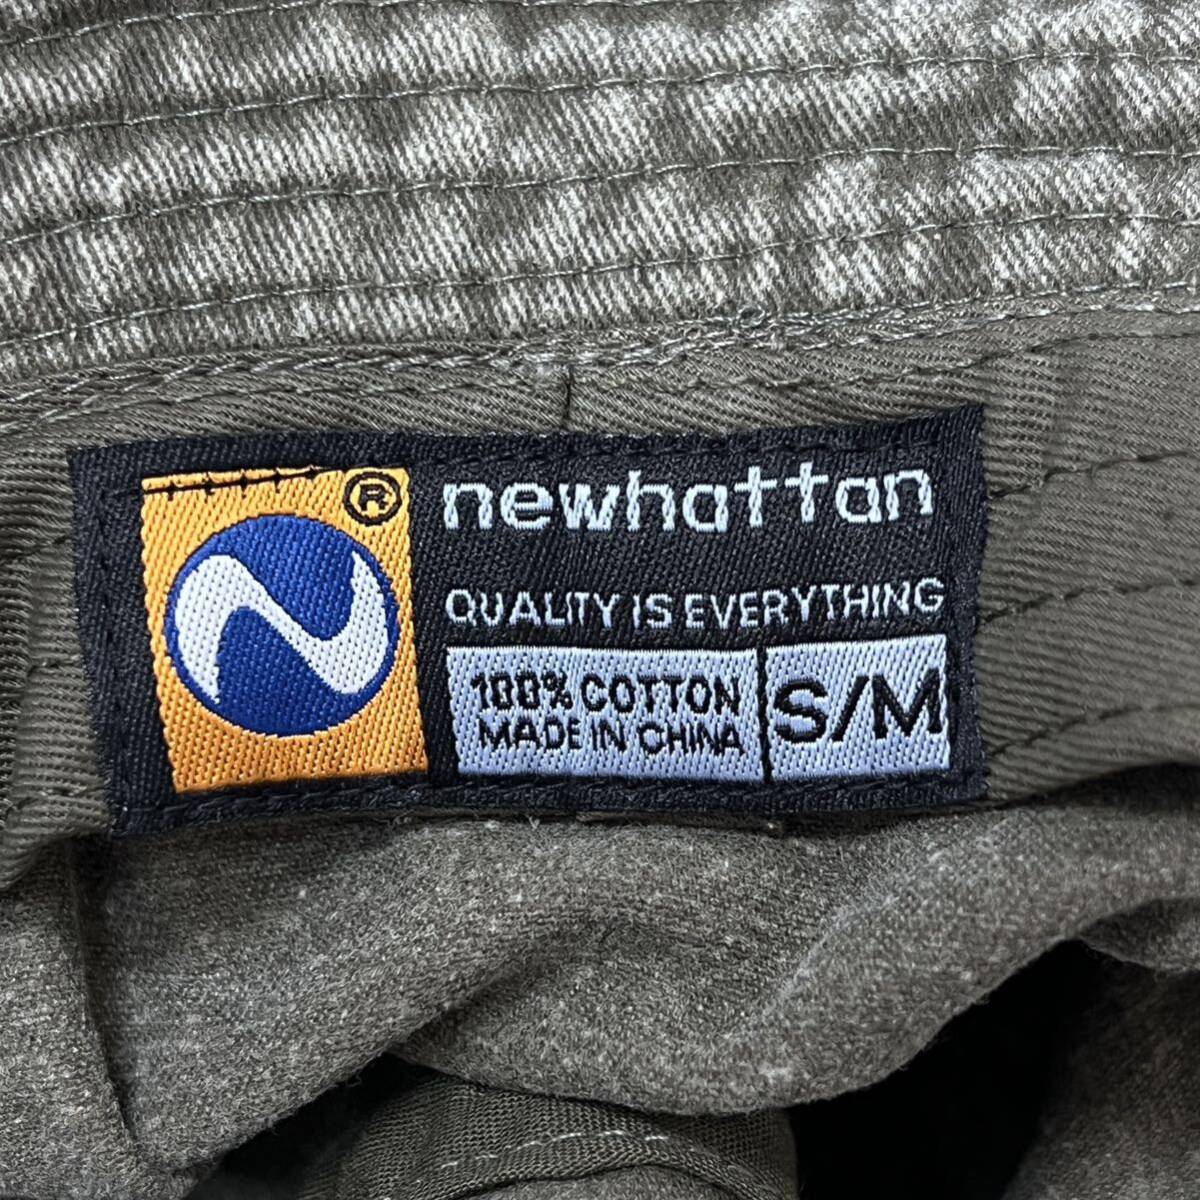 ®
newhattan
QUALITY IS EVERYTHING
100% COTTON
MADE IN CHINA
S/M